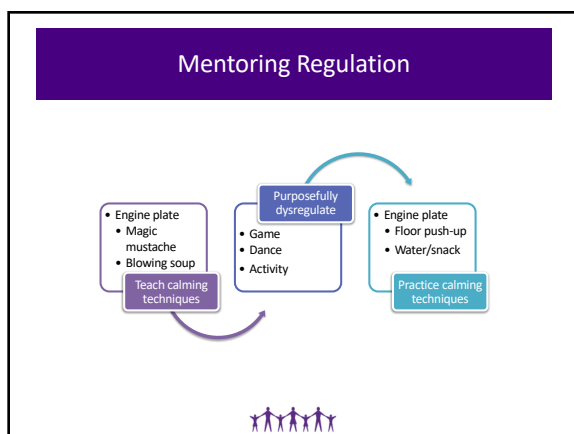 Mentoring Regulation
• Engine plate
• Magic
mustache
• Blowing soup
Teach calming
techniques
Purposefully
dysregulate
• Game
• Dance
• Activity
• Engine plate
• Floor push-up
• Water/snack
Practice calming
techniques